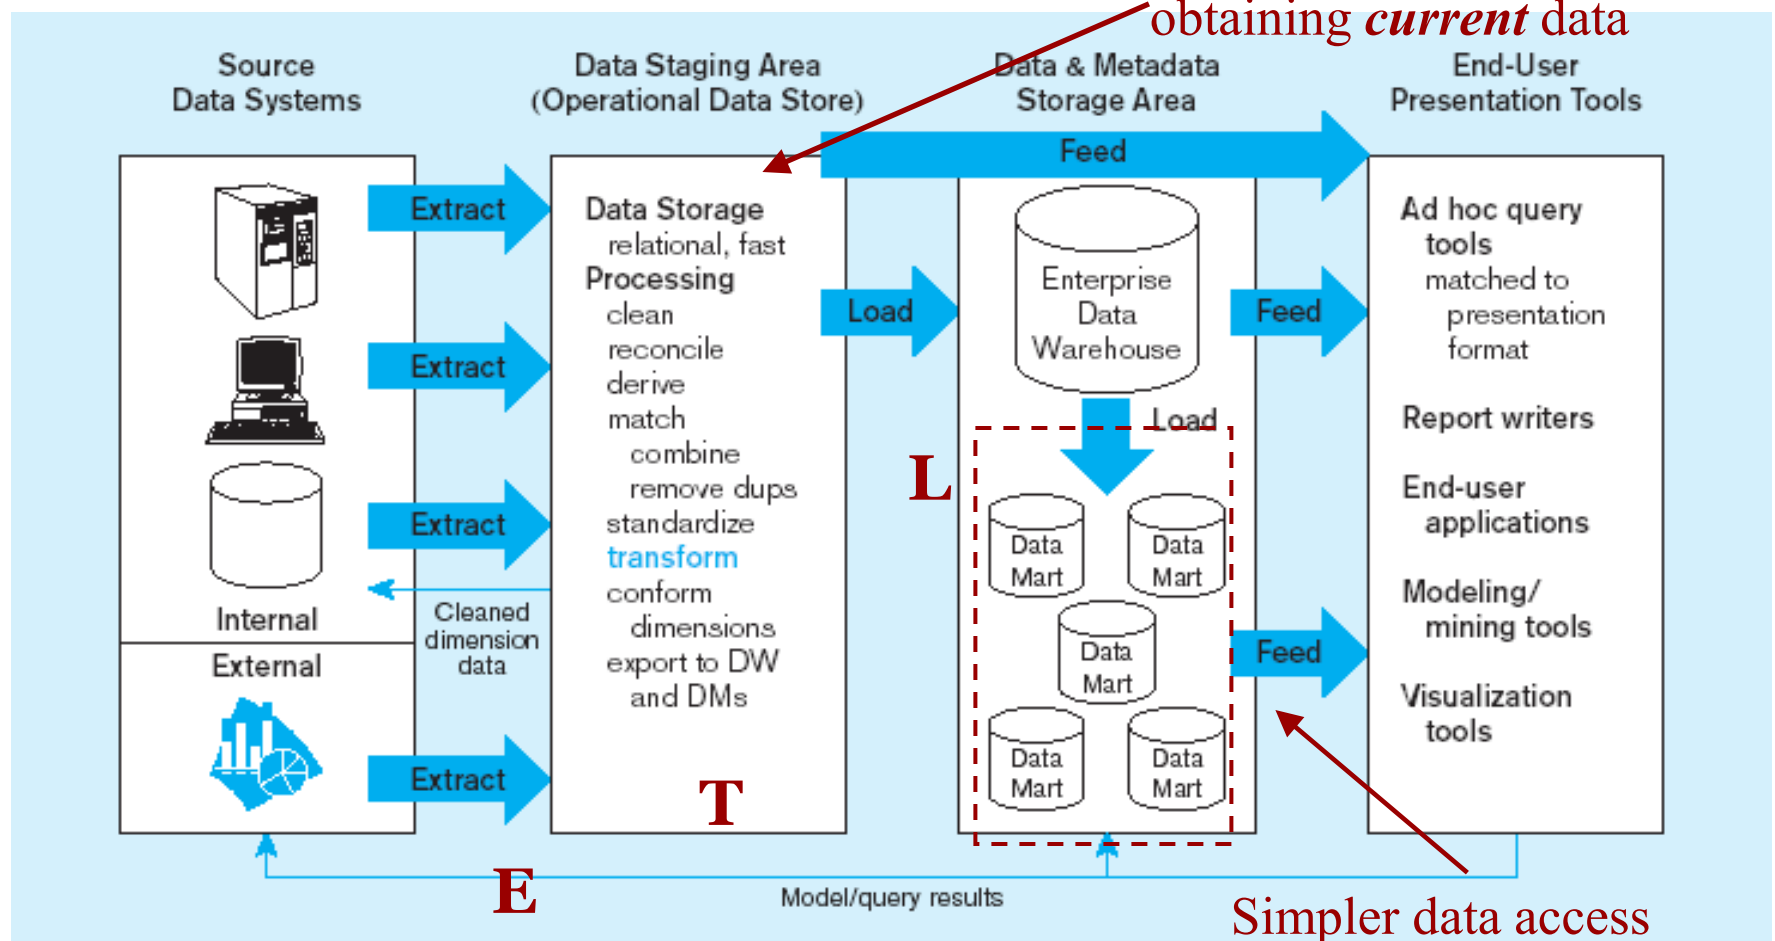 obtaining current data
Source
Data Systems
Data Staging Area
(Operational Data Store)
Data & Metadata
Storage Area
End-User
Presentation Tools
Extract
Extract
Extract
Extract
Internal
External
Cleaned
dimension
data
Data Storage
relational, fast
Processing
clean
reconcile
derive
match
combine
remove dups
standardize
transform
conform
dimensions
export to DW
and DMs
T
E
Feed
Load
Enterprise
Data
Warehouse
Load
L
Data
Mart
Data
Mart
Data
Mart
Data
Mart
Data
Mart
Feed
Feed
Ad hoc query
tools
matched to
presentation
format
Report writers
End-user
applications
Modeling/
mining tools
Visualization
tools
Model/query results
Simpler data access